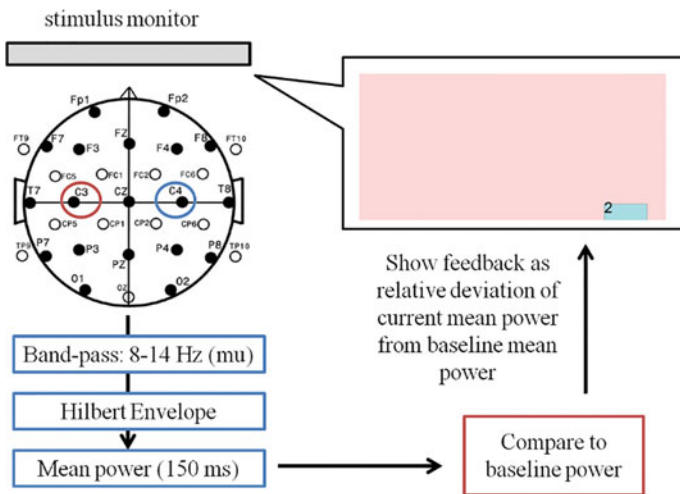 stimulus monitor
Fp1 Fp2
FT9 F7 F3 FZ F4 F8 FT10
FC5 FC1 FC2 FC6
T7 C3 CZ C4 T8
CP5 CP1 CP2 CP6
TP9 P7 P3 PZ P4 P8 TP10
O1 OZ O2
2
Show feedback as
relative deviation of
current mean power
from baseline mean
power
Band-pass: 8-14 Hz (mu)
Hilbert Envelope
Mean power (150 ms)
Compare to
baseline power